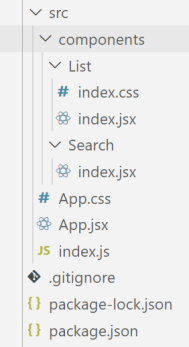 src
components
List
# index.css
index.jsx
Search
index.jsx
# App.css
App.jsx
JS index.js
.gitignore
{ } package-lock.json
{ } package.json